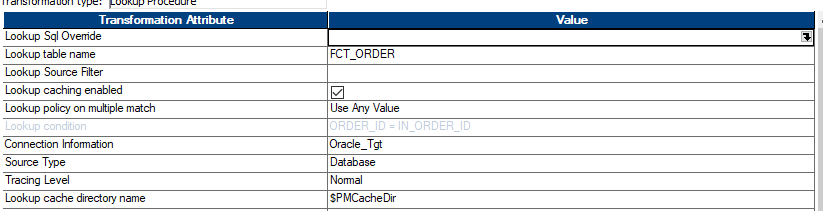 Transformation type: Lookup Procedure
Transformation Attribute Value
Lookup Sql Override
Lookup table name FCT_ORDER
Lookup Source Filter
Lookup caching enabled
Lookup policy on multiple match Use Any Value
Lookup condition ORDER_ID = IN_ORDER_ID
Connection Information Oracle_Tgt
Source Type Database
Tracing Level Normal
Lookup cache directory name $PMCacheDir